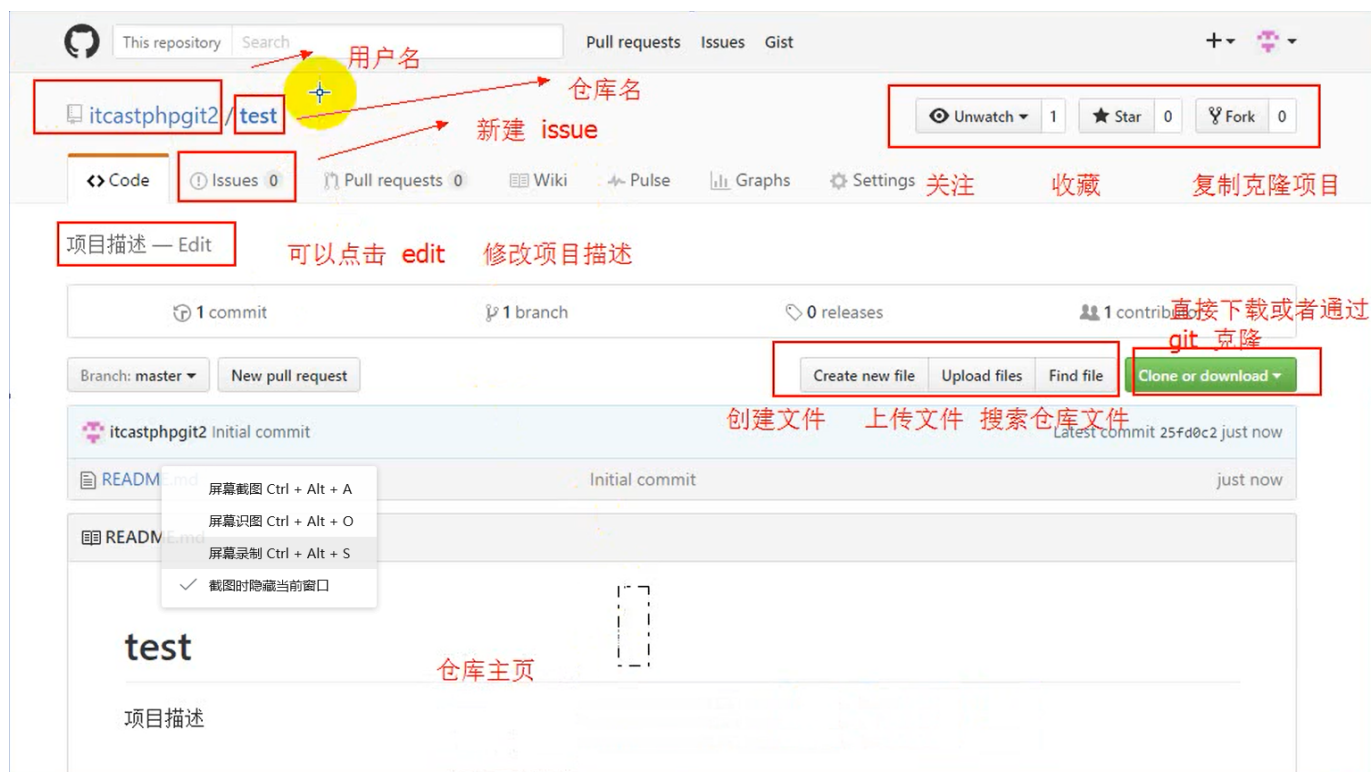 This repository Search Pull requests Issues Gist
用户名
仓库名
itcastphpgit2 / test
Unwatch 1 Star 0 Fork 0
新建 issue
Code Issues 0 Pull requests 0 Wiki Pulse Graphs Settings
关注 收藏 复制克隆项目
项目描述 — Edit
可以点击 edit 修改项目描述
1 commit 1 branch 0 releases 1
直接下载或者通过
git 克隆
Branch: master New pull request Create new file Upload files Find file Clone or download
创建文件 上传文件 搜索仓库文件
itcastphpgit2 Initial commit Latest commit 25fd0c2 just now
README.md Initial commit just now
屏幕截图 Ctrl + Alt + A
屏幕识图 Ctrl + Alt + O
README.md
屏幕录制 Ctrl + Alt + S
截图时隐藏当前窗口
test
仓库主页
项目描述